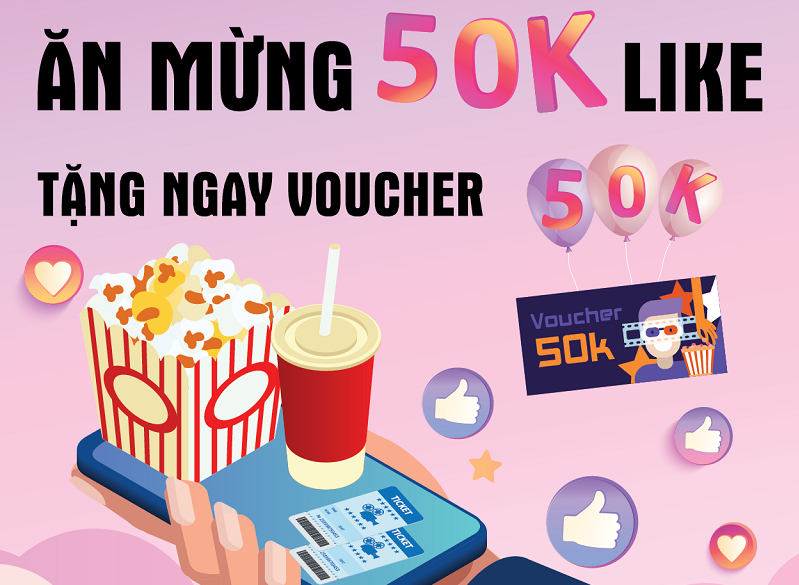 ĂN MỪNG 50K LIKE
TẶNG NGAY VOUCHER
50K
Voucher
50k
TICKET
TICKET